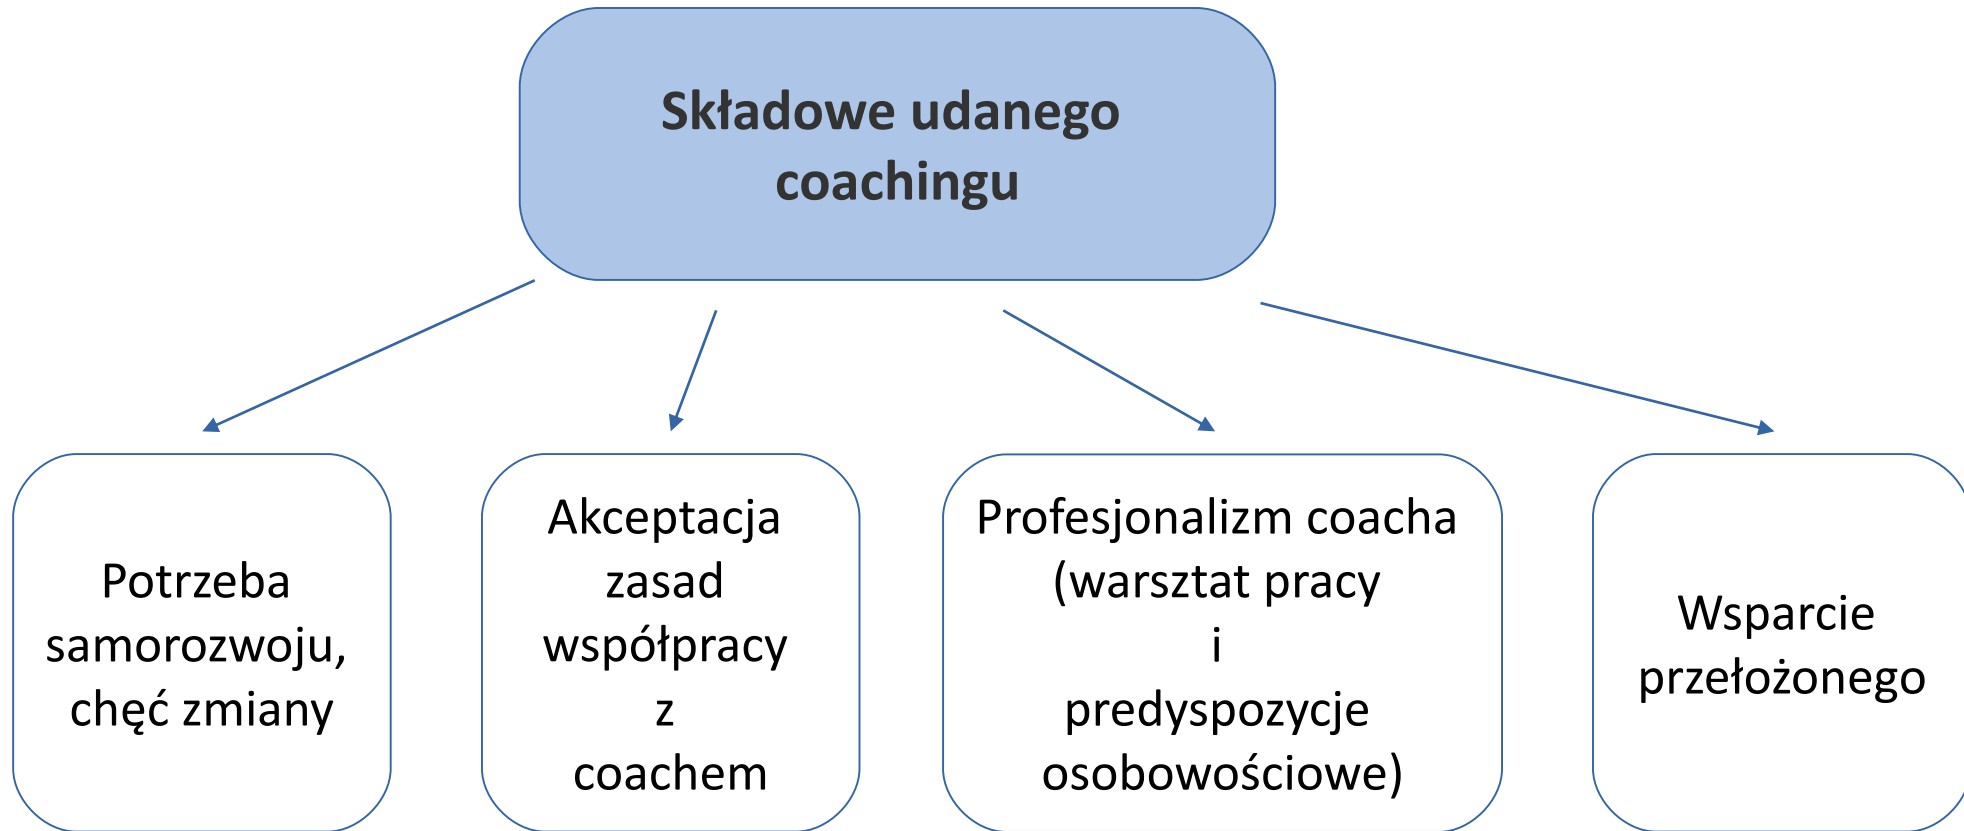 Składowe udanego
coachingu
Potrzeba
samorozwoju,
chęć zmiany
Akceptacja
zasad
współpracy
z
coachem
Profesjonalizm coacha
(warsztat pracy
i
predyspozycje
osobowościowe)
Wsparcie
przełożonego